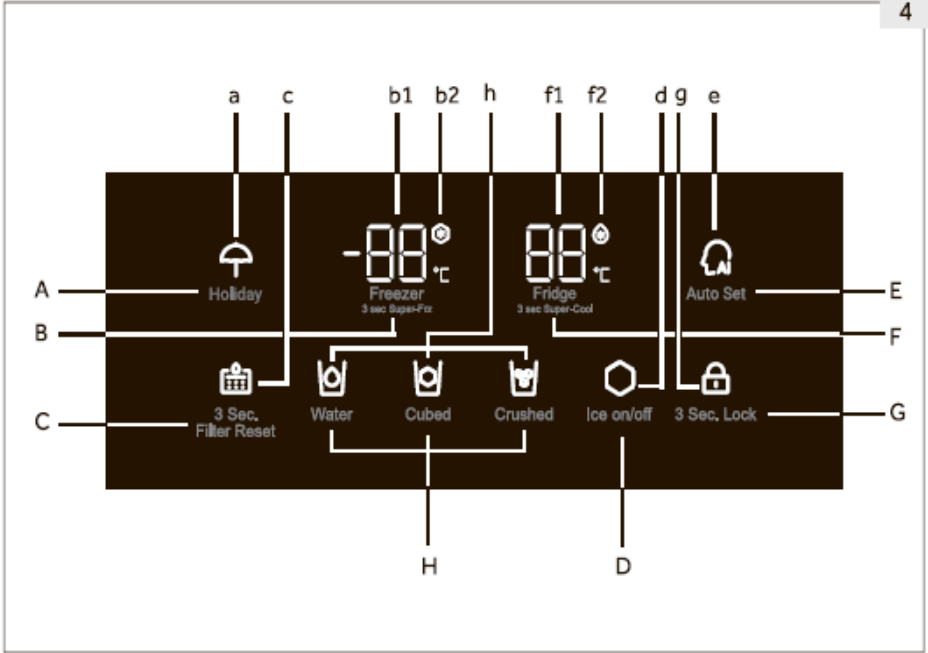 4
a c b1 b2 h f1 f2 d g e
-88 °C 88 °C AI
A Holiday Freezer Fridge Auto Set E
3 sec Super-Frz 3 sec Super-Cool
B F
C 3 Sec. Water Cubed Crushed Ice on/off 3 Sec. Lock G
Filter Reset
H D